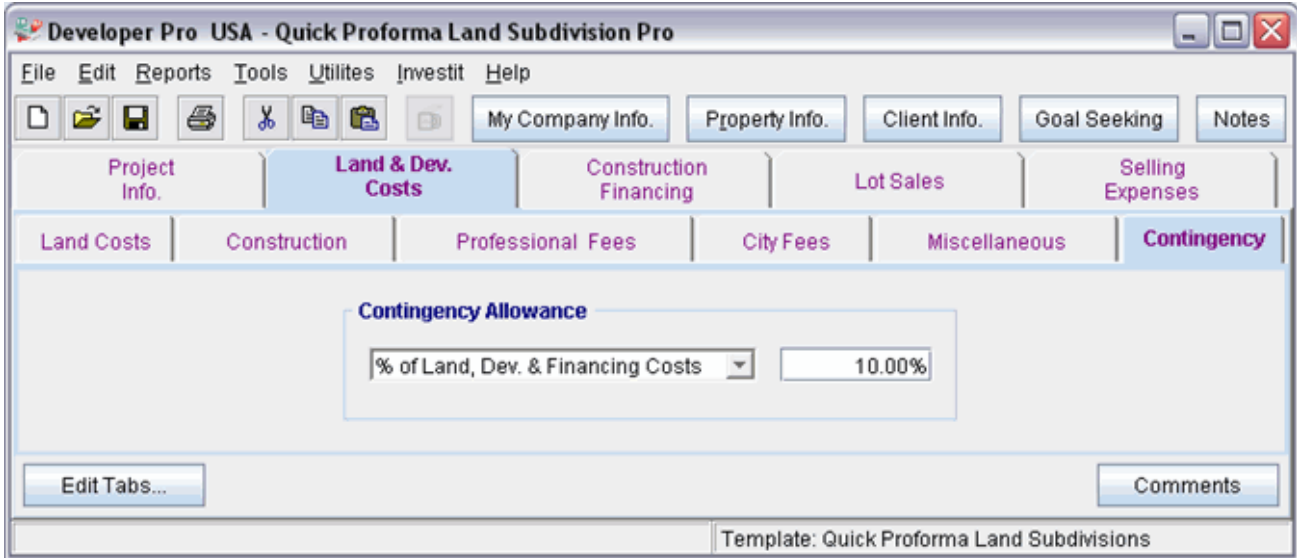 Developer Pro USA - Quick Proforma Land Subdivision Pro
File Edit Reports Tools Utilites Investit Help
My Company Info. Property Info. Client Info. Goal Seeking Notes
Project Info. Land & Dev. Costs Construction Financing Lot Sales Selling Expenses
Land Costs Construction Professional Fees City Fees Miscellaneous Contingency
Contingency Allowance
% of Land, Dev. & Financing Costs 10.00%
Edit Tabs... Comments
Template: Quick Proforma Land Subdivisions